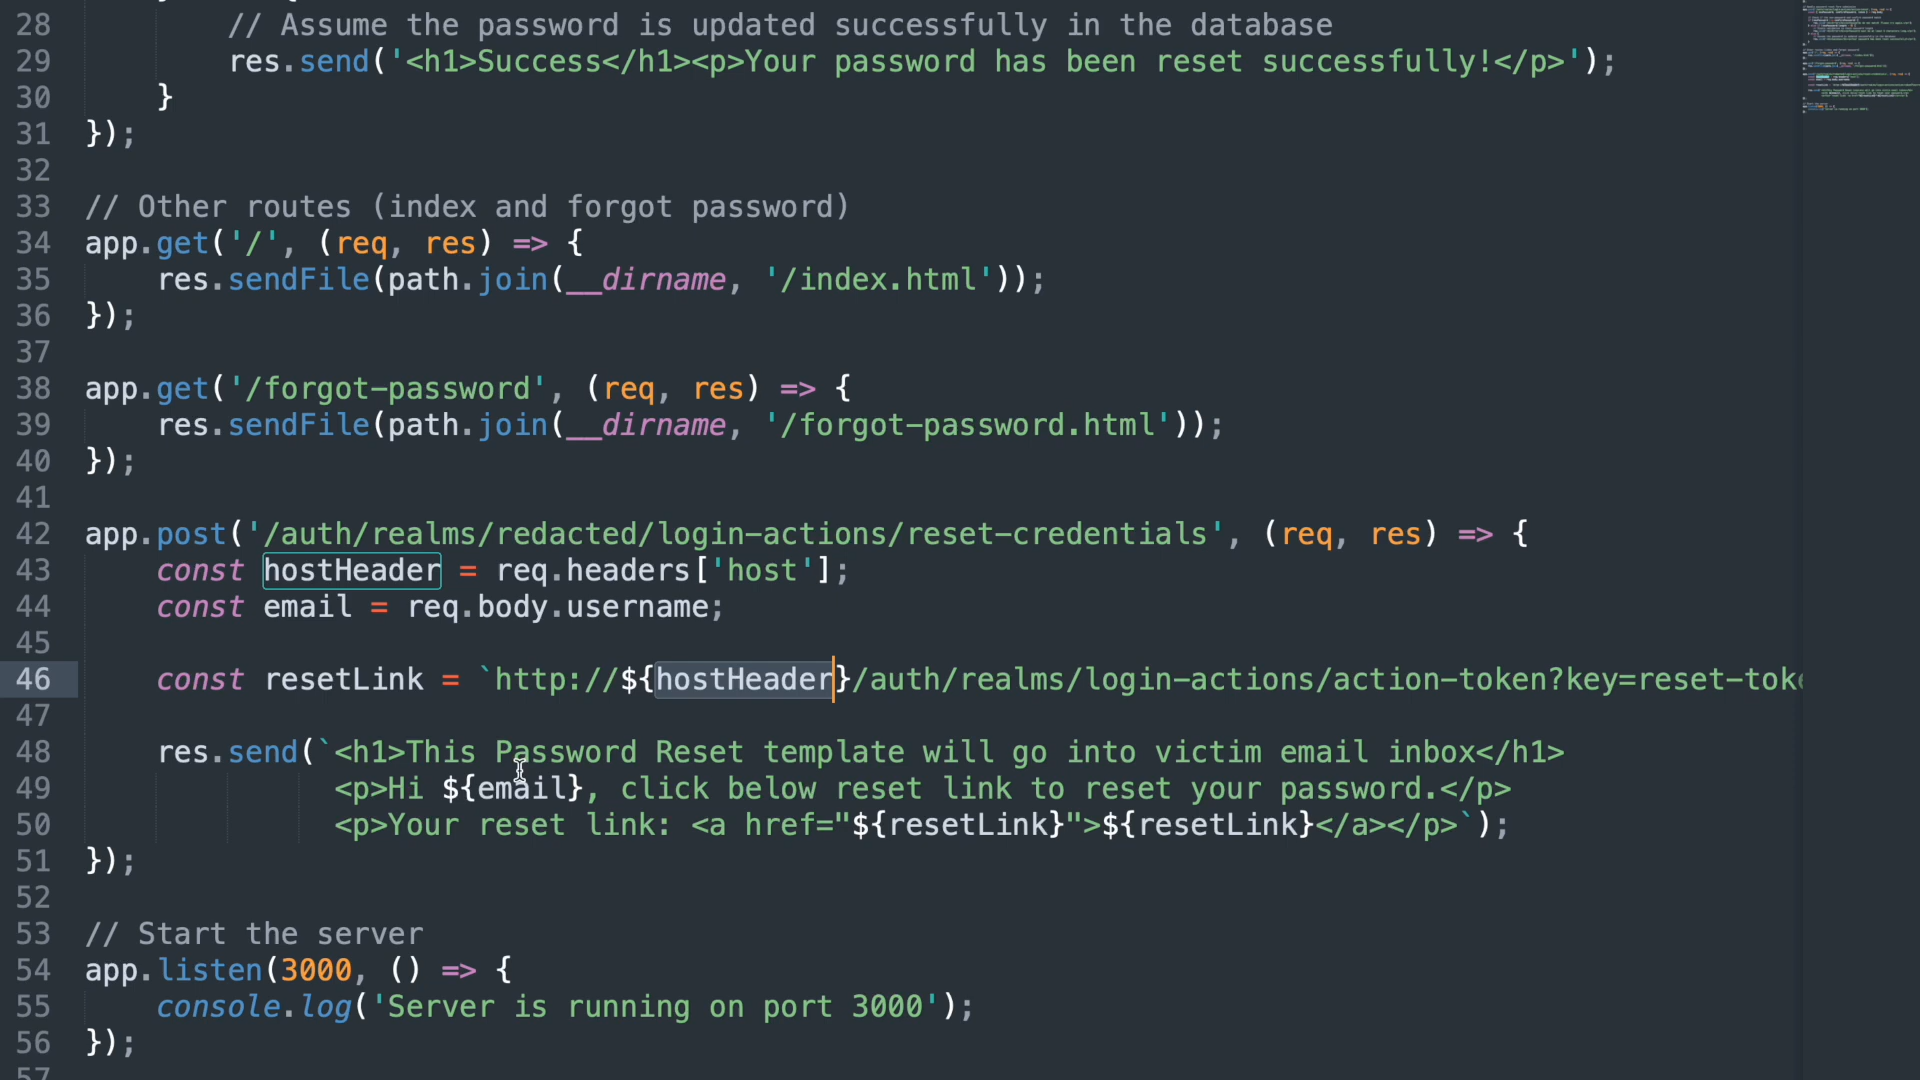 28 // Assume the password is updated successfully in the database
29 res.send('<h1>Success</h1><p>Your password has been reset successfully!</p>');
30 }
31 });
32
33 // Other routes (index and forgot password)
34 app.get('/', (req, res) => {
35 res.sendFile(path.join(__dirname, '/index.html'));
36 });
37
38 app.get('/forgot-password', (req, res) => {
39 res.sendFile(path.join(__dirname, '/forgot-password.html'));
40 });
41
42 app.post('/auth/realms/redacted/login-actions/reset-credentials', (req, res) => {
43 const hostHeader = req.headers['host'];
44 const email = req.body.username;
45
46 const resetLink = `http://${hostHeader}/auth/realms/login-actions/action-token?key=reset-toke
47
48 res.send(`<h1>This Password Reset template will go into victim email inbox</h1>
49 <p>Hi ${email}, click below reset link to reset your password.</p>
50 <p>Your reset link: <a href="${resetLink}">${resetLink}</a></p>`);
51 });
52
53 // Start the server
54 app.listen(3000, () => {
55 console.log('Server is running on port 3000');
56 });
57